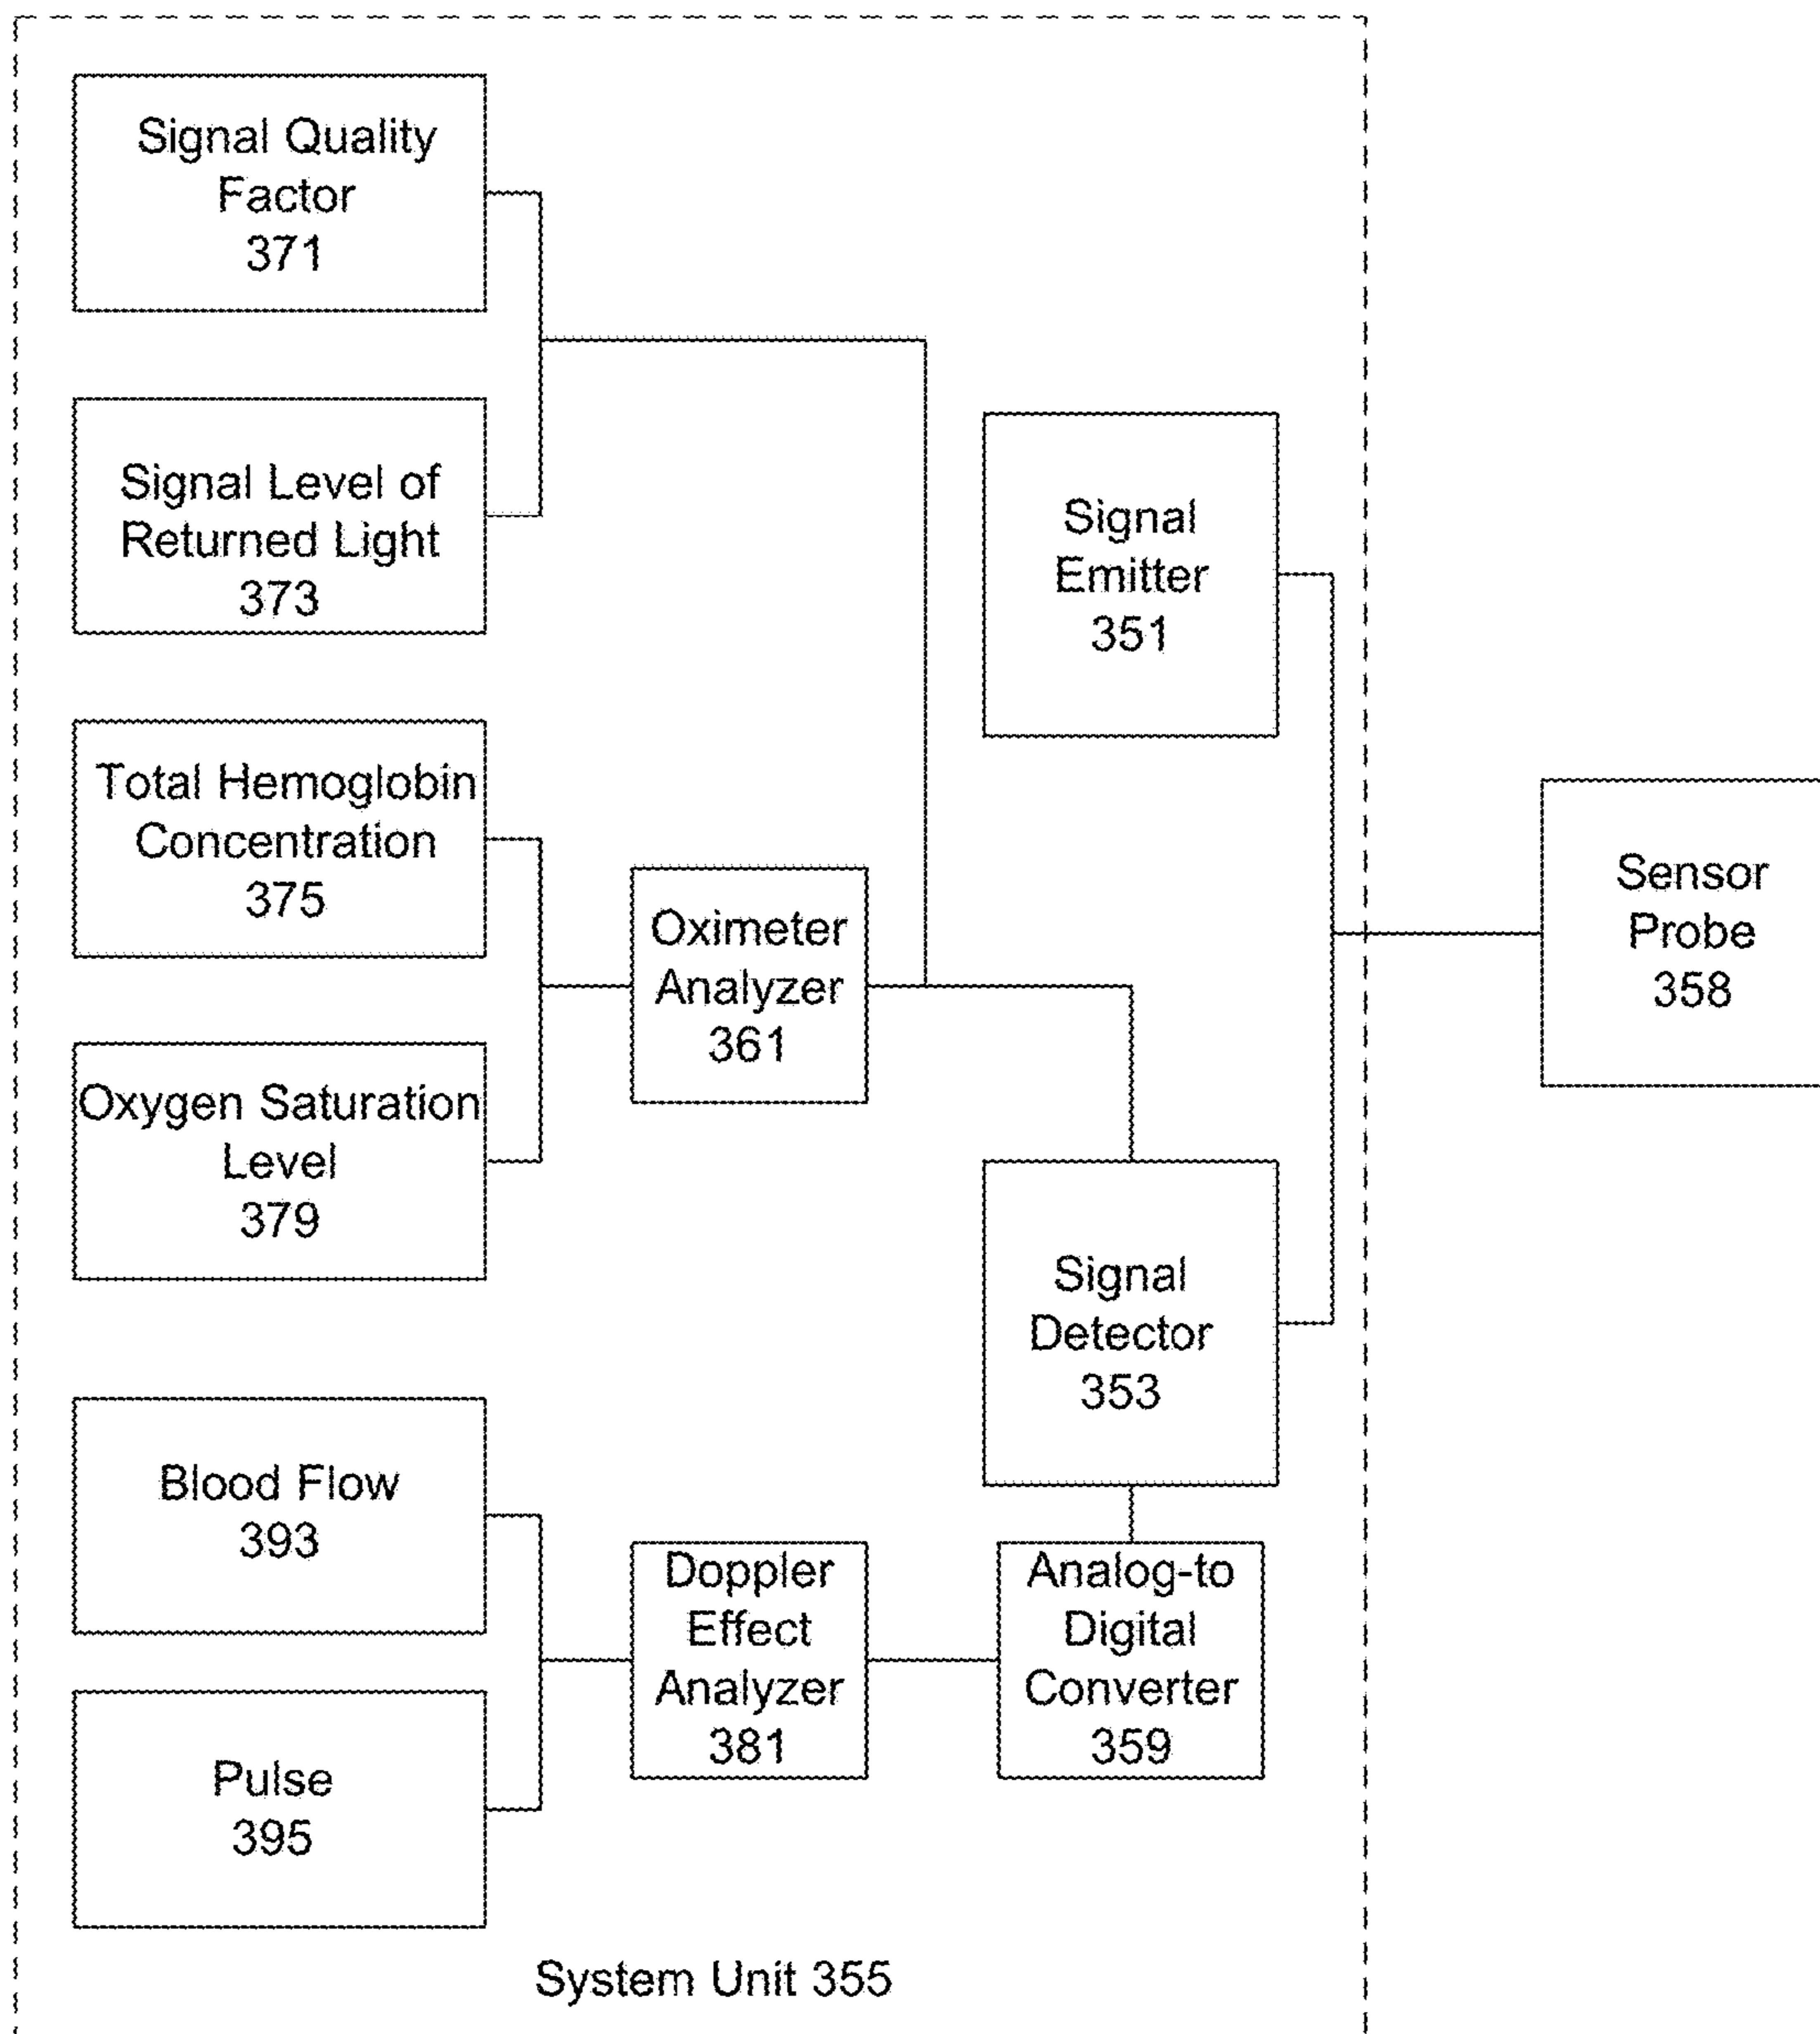 Signal Quality
Factor
371
Signal Level of
Returned Light
373
Total Hemoglobin
Concentration
375
Oxygen Saturation
Level
379
Blood Flow
393
Pulse
395
Oximeter
Analyzer
361
Doppler
Effect
Analyzer
381
Signal
Emitter
351
Signal
Detector
353
Analog-to
Digital
Converter
359
Sensor
Probe
358
System Unit 355